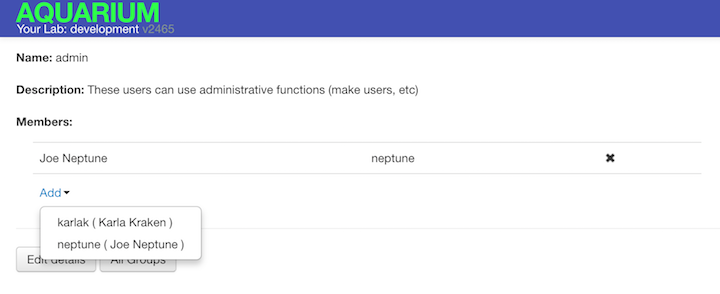 AQUARIUM
Your Lab: development v2465
Name: admin
Description: These users can use administrative functions (make users, etc)
Members:
Joe Neptune neptune ✖
Add
karlak ( Karla Kraken )
neptune ( Joe Neptune )
Edit details All Groups